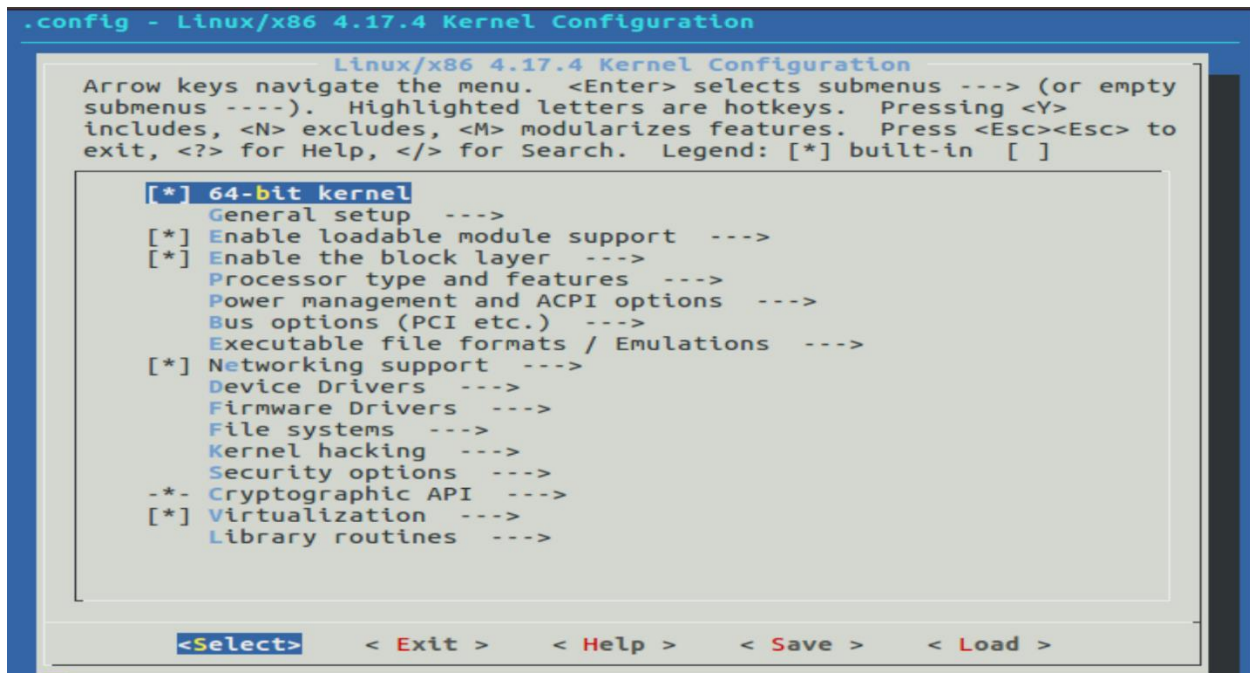 .config - Linux/x86 4.17.4 Kernel Configuration
Linux/x86 4.17.4 Kernel Configuration
Arrow keys navigate the menu.  <Enter> selects submenus ---> (or empty
submenus ----).  Highlighted letters are hotkeys.  Pressing <Y>
includes, <N> excludes, <M> modularizes features.  Press <Esc><Esc> to
exit, <?> for Help, </> for Search.  Legend: [*] built-in  [ ]
[*] 64-bit kernel
General setup  --->
[*] Enable loadable module support  --->
[*] Enable the block layer  --->
Processor type and features  --->
Power management and ACPI options  --->
Bus options (PCI etc.)  --->
Executable file formats / Emulations  --->
[*] Networking support  --->
Device Drivers  --->
Firmware Drivers  --->
File systems  --->
Kernel hacking  --->
Security options  --->
-*- Cryptographic API  --->
[*] Virtualization  --->
Library routines  --->
<Select>    < Exit >    < Help >    < Save >    < Load >